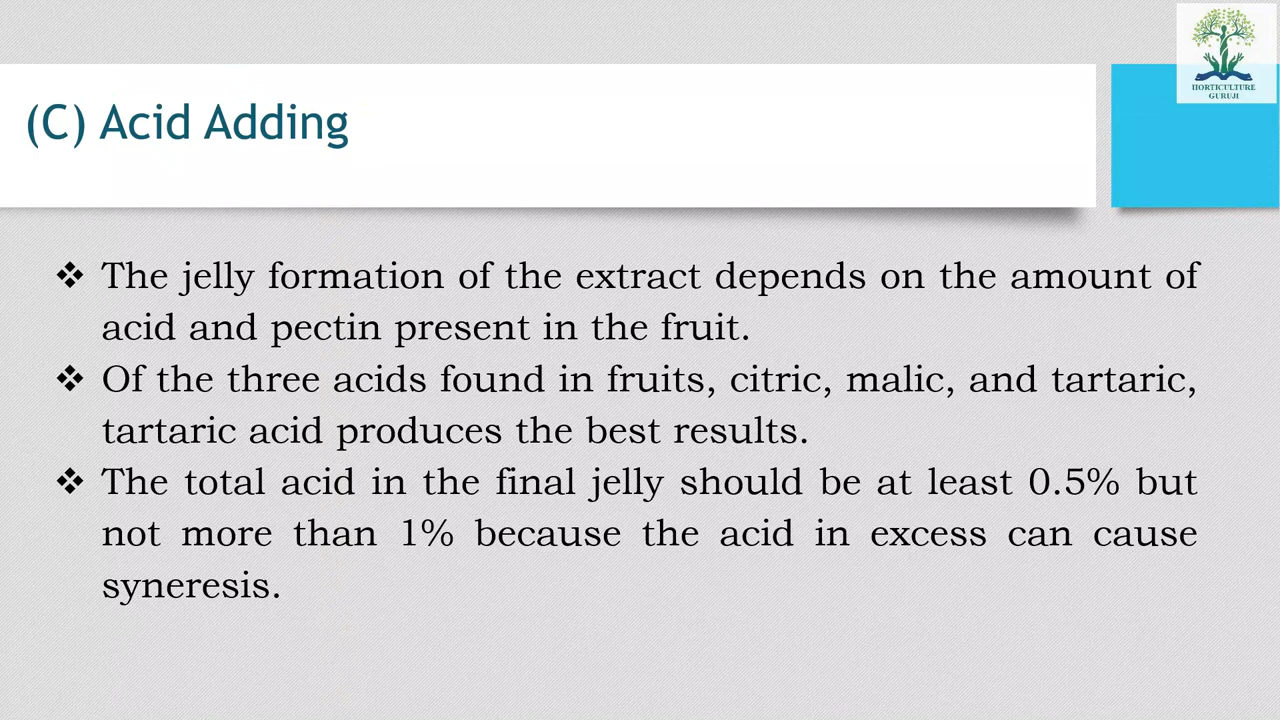 HORTICULTURE
GURUJI
(C) Acid Adding
❖ The jelly formation of the extract depends on the amount of
acid and pectin present in the fruit.
❖ Of the three acids found in fruits, citric, malic, and tartaric,
tartaric acid produces the best results.
❖ The total acid in the final jelly should be at least 0.5% but
not more than 1% because the acid in excess can cause
syneresis.